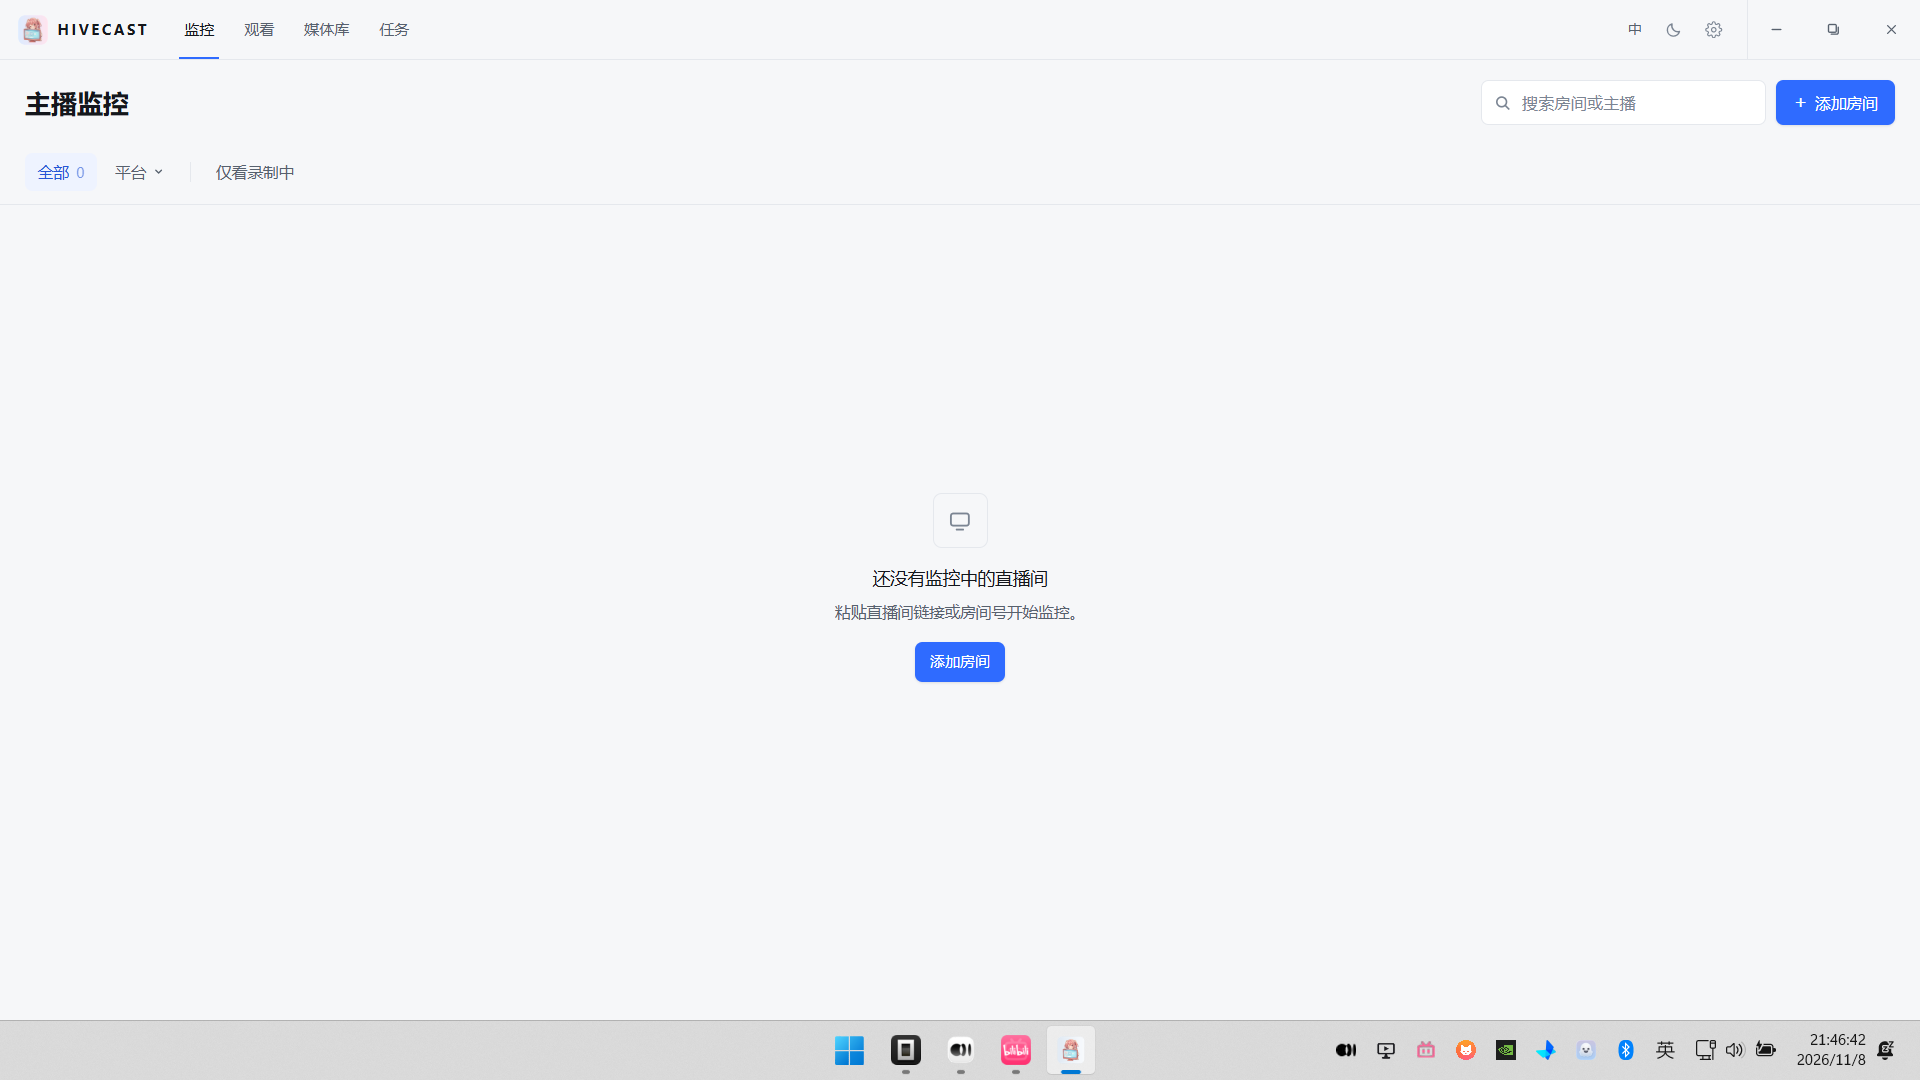 HIVECAST 监控 观看 媒体库 任务 中
主播监控
搜索房间或主播
+ 添加房间
全部 0 平台 仅看录制中
还没有监控中的直播间
粘贴直播间链接或房间号开始监控。
添加房间
bilibili
英
21:46:42
2026/11/8